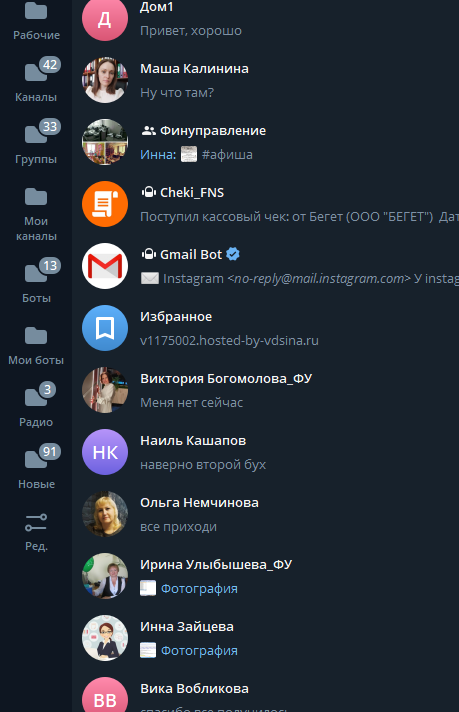 Рабочие
42
Каналы
33
Группы
Мои
каналы
13
Боты
Мои боты
3
Радио
91
Новые
Ред.
Д
Дом1
Привет, хорошо
Маша Калинина
Ну что там?
Финуправление
Инна: #афиша
Cheki_FNS
Поступил кассовый чек: от Бегет (ООО "БЕГЕТ") Дат
Gmail Bot
Instagram <no-reply@mail.instagram.com> У instag
Избранное
v1175002.hosted-by-vdsina.ru
Виктория Богомолова_ФУ
Меня нет сейчас
НК
Наиль Кашапов
наверно второй бух
Ольга Немчинова
все приходи
Ирина Улыбышева_ФУ
Фотография
Инна Зайцева
Фотография
ВВ
Вика Вобликова
спасибо все получилось